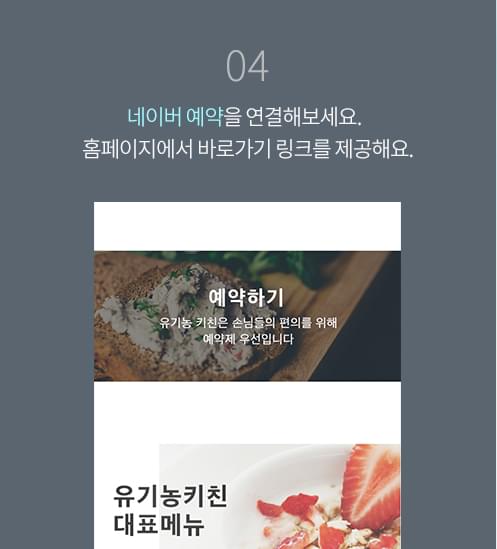 04
네이버 예약을 연결해보세요.
홈페이지에서 바로가기 링크를 제공해요.
예약하기
유기농 키친은 손님들의 편의를 위해
예약제 우선입니다
유기농키친
대표메뉴